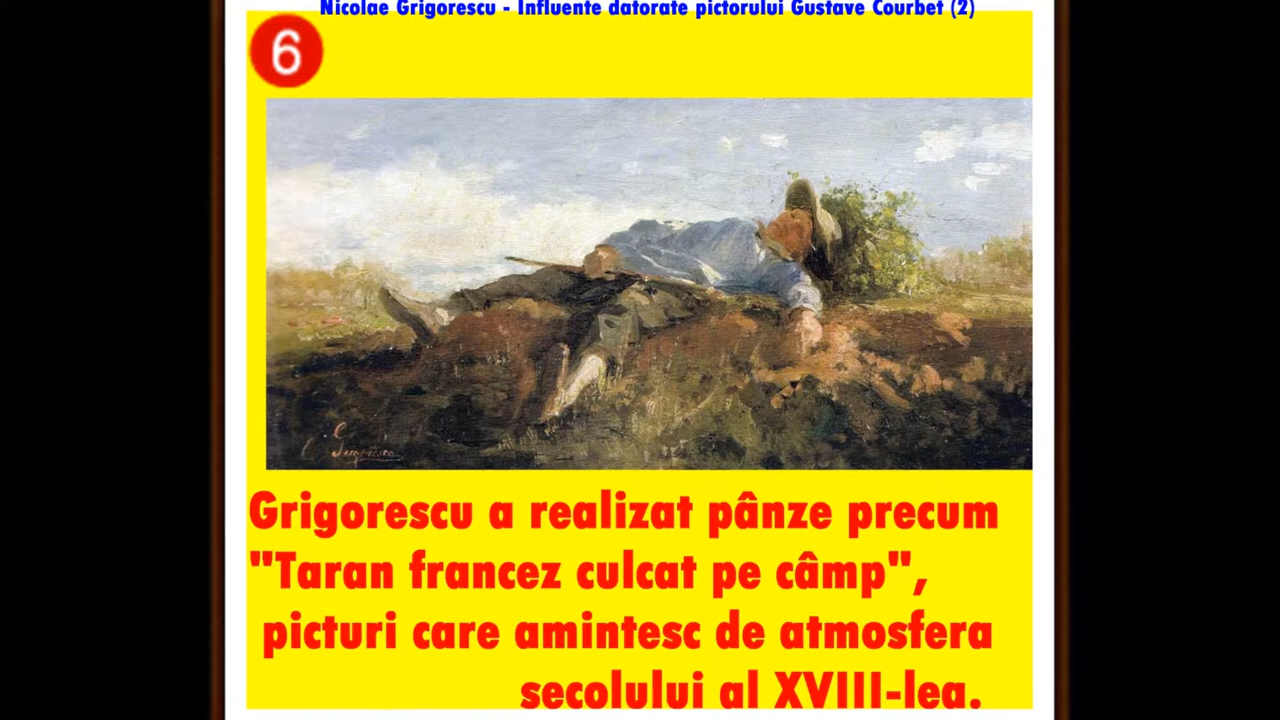 Nicolae Grigorescu - Influente datorate pictorului Gustave Courbet (2)
6
Grigorescu a realizat pânze precum
"Taran francez culcat pe câmp",
picturi care amintesc de atmosfera
secolului al XVIII-lea.